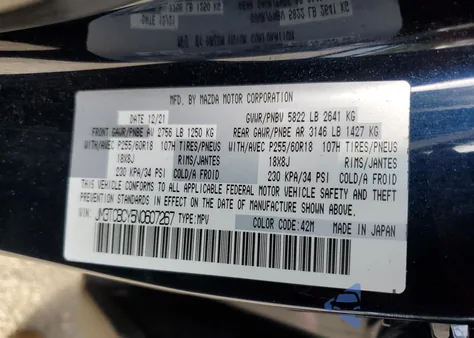 MFD. BY MAZDA MOTOR CORPORATION
DATE 12/21 GVWR/PNBV 5822 LB 2641 KG
FRONT GAWR/PNBE AV 2756 LB 1250 KG REAR GAWR/PNBE AR 3146 LB 1427 KG
WITH/AVEC P255/60R18 107H TIRES/PNEUS WITH/AVEC P255/60R18 107H TIRES/PNEUS
18X8J RIMS/JANTES 18X8J RIMS/JANTES
230 KPA/34 PSI COLD/A FROID 230 KPA/34 PSI COLD/A FROID
THIS VEHICLE CONFORMS TO ALL APPLICABLE FEDERAL MOTOR VEHICLE SAFETY AND BUMPER
PREVENTION STANDARDS IN EFFECT ON THE DATE OF MANUFACTURE SHOWN ABOVE.
VIN: JM3TCBCY5N0607267 TYPE: MPV
COLOR CODE: 42M MADE IN JAPAN